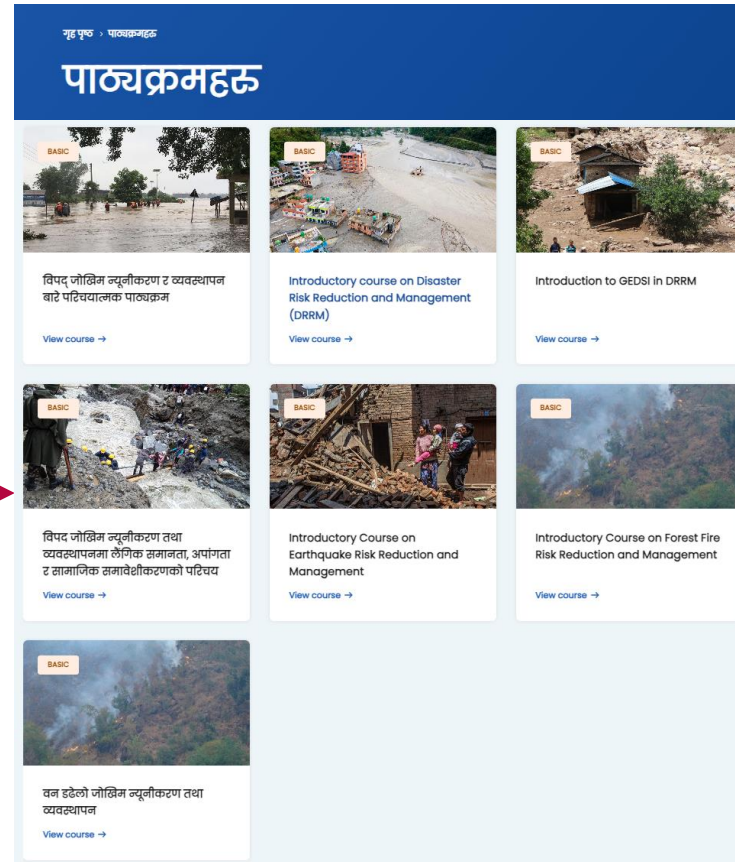 गृह पृष्ठ › पाठ्यक्रमहरु
पाठ्यक्रमहरु
BASIC
BASIC
BASIC
विपद् जोखिम न्यूनीकरण र व्यवस्थापन
बारे परिचयात्मक पाठ्यक्रम
View course →
Introductory course on Disaster
Risk Reduction and Management
(DRRM)
View course →
Introduction to GEDSI in DRRM
View course →
BASIC
BASIC
BASIC
विपद जोखिम न्यूनीकरण तथा
व्यवस्थापनमा लैंगिक समानता, अपांगता
र सामाजिक समावेशीकरणको परिचय
View course →
Introductory Course on
Earthquake Risk Reduction and
Management
View course →
Introductory Course on Forest Fire
Risk Reduction and Management
View course →
BASIC
वन डढेलो जोखिम न्यूनीकरण तथा
व्यवस्थापन
View course →